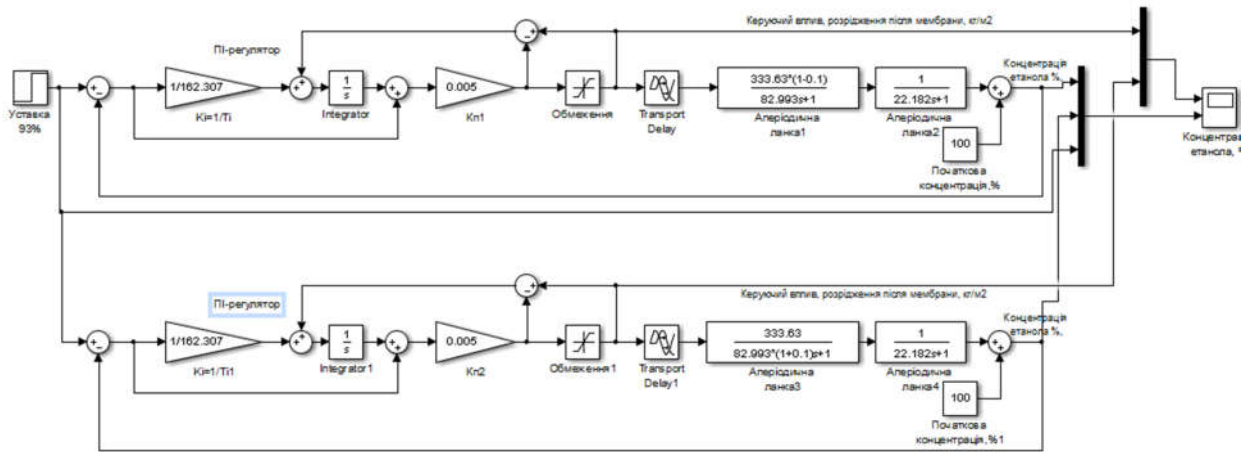 Керуючий вплив, розрідження після мембрани, кг/м2
ПІ-регулятор
Уставка
93%
1/162.307
Ki=1/Ti
1
s
Integrator
0.005
Кп1
Обмеження
Transport
Delay
333.63*(1-0.1)
82.993s+1
Аперіодична
ланка1
1
22.182s+1
Аперіодична
ланка2
Концентрація
етанола %,
100
Початкова
концентрація,%
Концентрац
етанола,
ПІ-регулятор
Керуючий вплив, розрідження після мембрани, кг/м2
1/162.307
Ki=1/Ti1
1
s
Integrator1
0.005
Кп2
Обмеження1
Transport
Delay1
333.63
82.993*(1+0.1)s+1
Аперіодична
ланка3
1
22.182s+1
Аперіодична
ланка4
Концентрація
етанола %,
100
Початкова
концентрація,%1